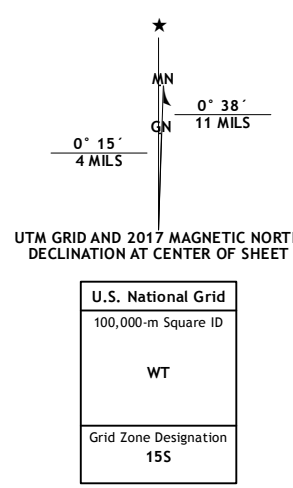 MN
0° 38´
GN
11 MILS
0° 15´
4 MILS
UTM GRID AND 2017 MAGNETIC NORT
DECLINATION AT CENTER OF SHEET
U.S. National Grid
100,000-m Square ID
WT
Grid Zone Designation
15S